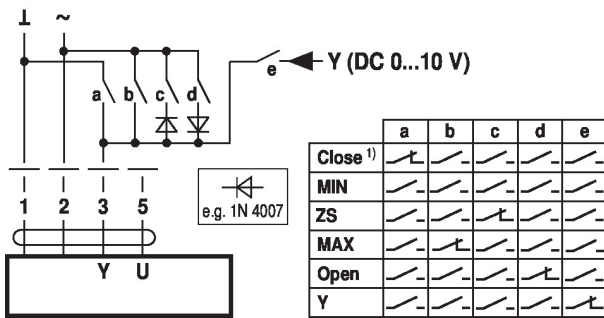 ⊥ ~
a b c d e Y (DC 0...10 V)
1 2 3 5
e.g. 1N 4007
Y U
a b c d e
Close 1)
MIN
ZS
MAX
Open
Y